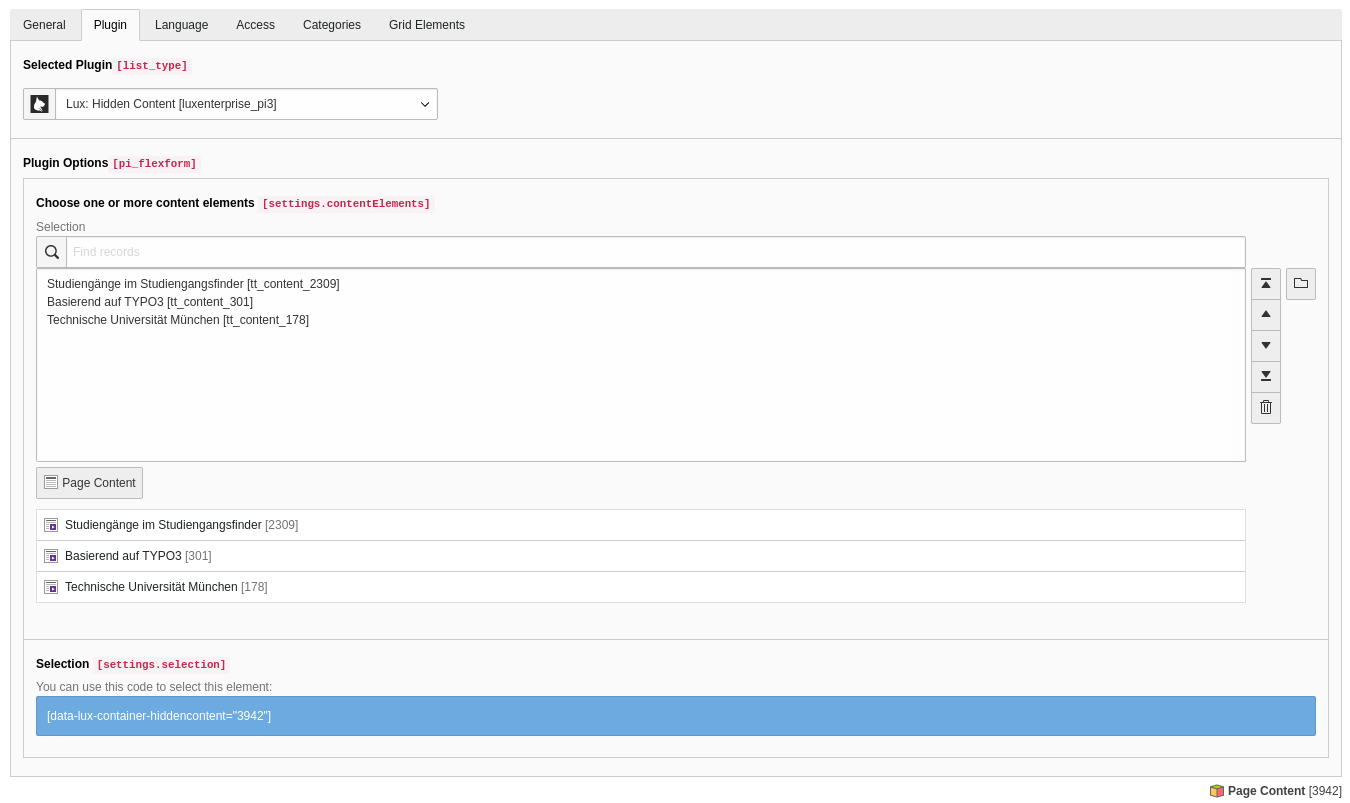 General Plugin Language Access Categories Grid Elements
Selected Plugin [list_type]
Lux: Hidden Content [luxenterprise_pi3]
Plugin Options [pi_flexform]
Choose one or more content elements [settings.contentElements]
Selection
Find records
Studiengänge im Studiengangsfinder [tt_content_2309]
Basierend auf TYPO3 [tt_content_301]
Technische Universität München [tt_content_178]
Page Content
Studiengänge im Studiengangsfinder [2309]
Basierend auf TYPO3 [301]
Technische Universität München [178]
Selection [settings.selection]
You can use this code to select this element:
[data-lux-container-hiddencontent="3942"]
Page Content [3942]